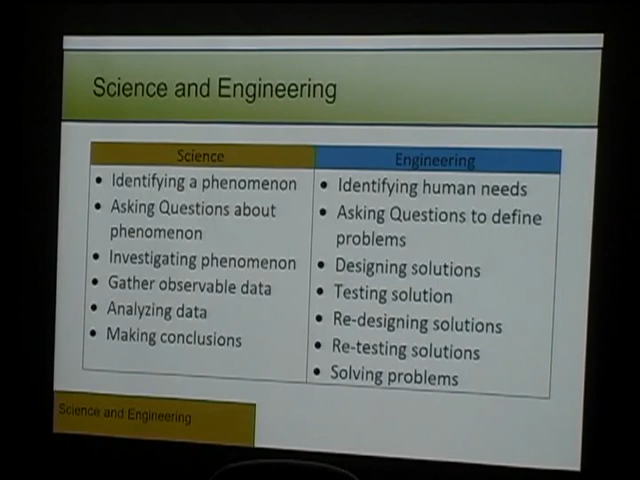 Science and Engineering
Science
Identifying a phenomenon
Asking Questions about
phenomenon
Investigating phenomenon
Gather observable data
Analyzing data
Making conclusions
Engineering
Identifying human needs
Asking Questions to define
problems
Designing solutions
Testing solution
Re-designing solutions
Re-testing solutions
Solving problems
Science and Engineering